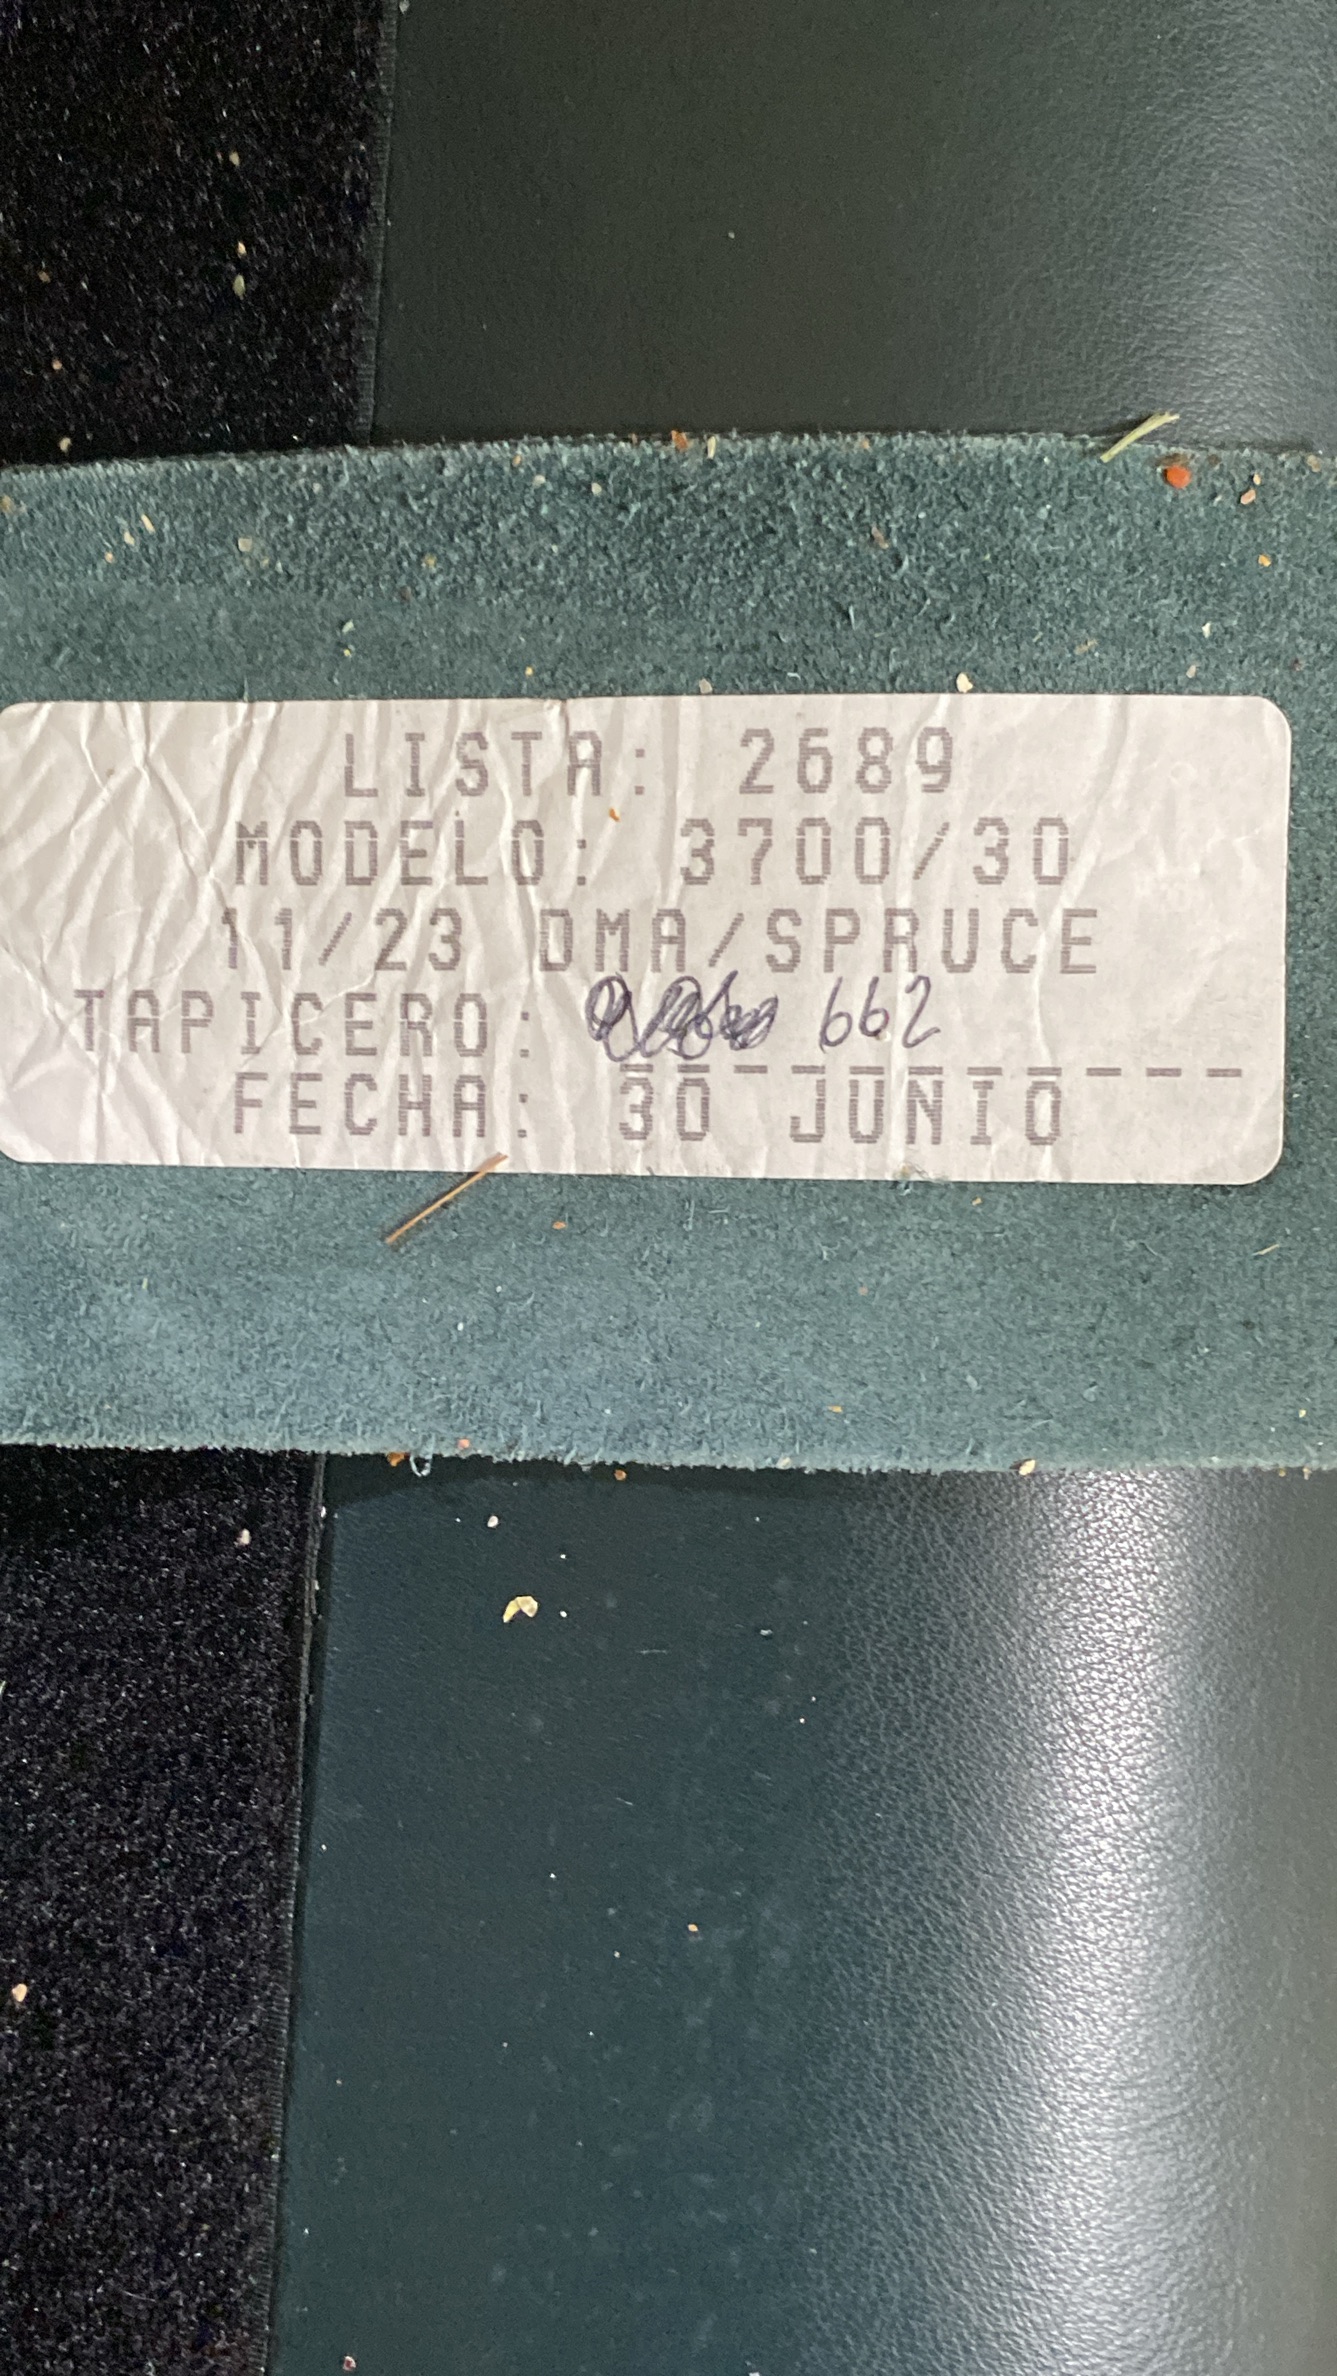 LISTA: 2689
MODELO: 3700/30
11/23 DMA/SPRUCE
TAPICERO: 662
FECHA: 30 JUNIO